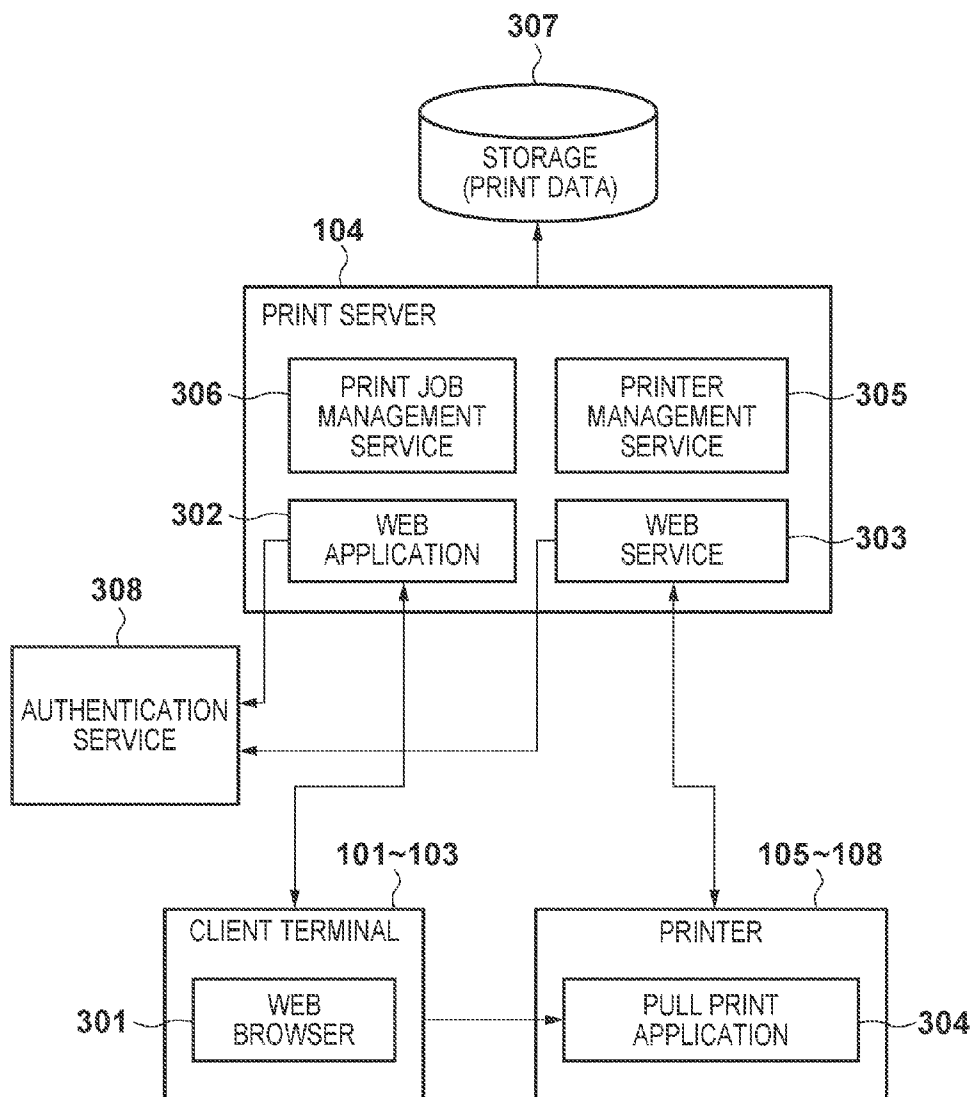 307
STORAGE
(PRINT DATA)
104
PRINT SERVER
306
PRINT JOB
MANAGEMENT
SERVICE
PRINTER
MANAGEMENT
SERVICE
305
302
WEB
APPLICATION
WEB
SERVICE
303
308
AUTHENTICATION
SERVICE
101~103
105~108
CLIENT TERMINAL
PRINTER
301
WEB
BROWSER
PULL PRINT
APPLICATION
304